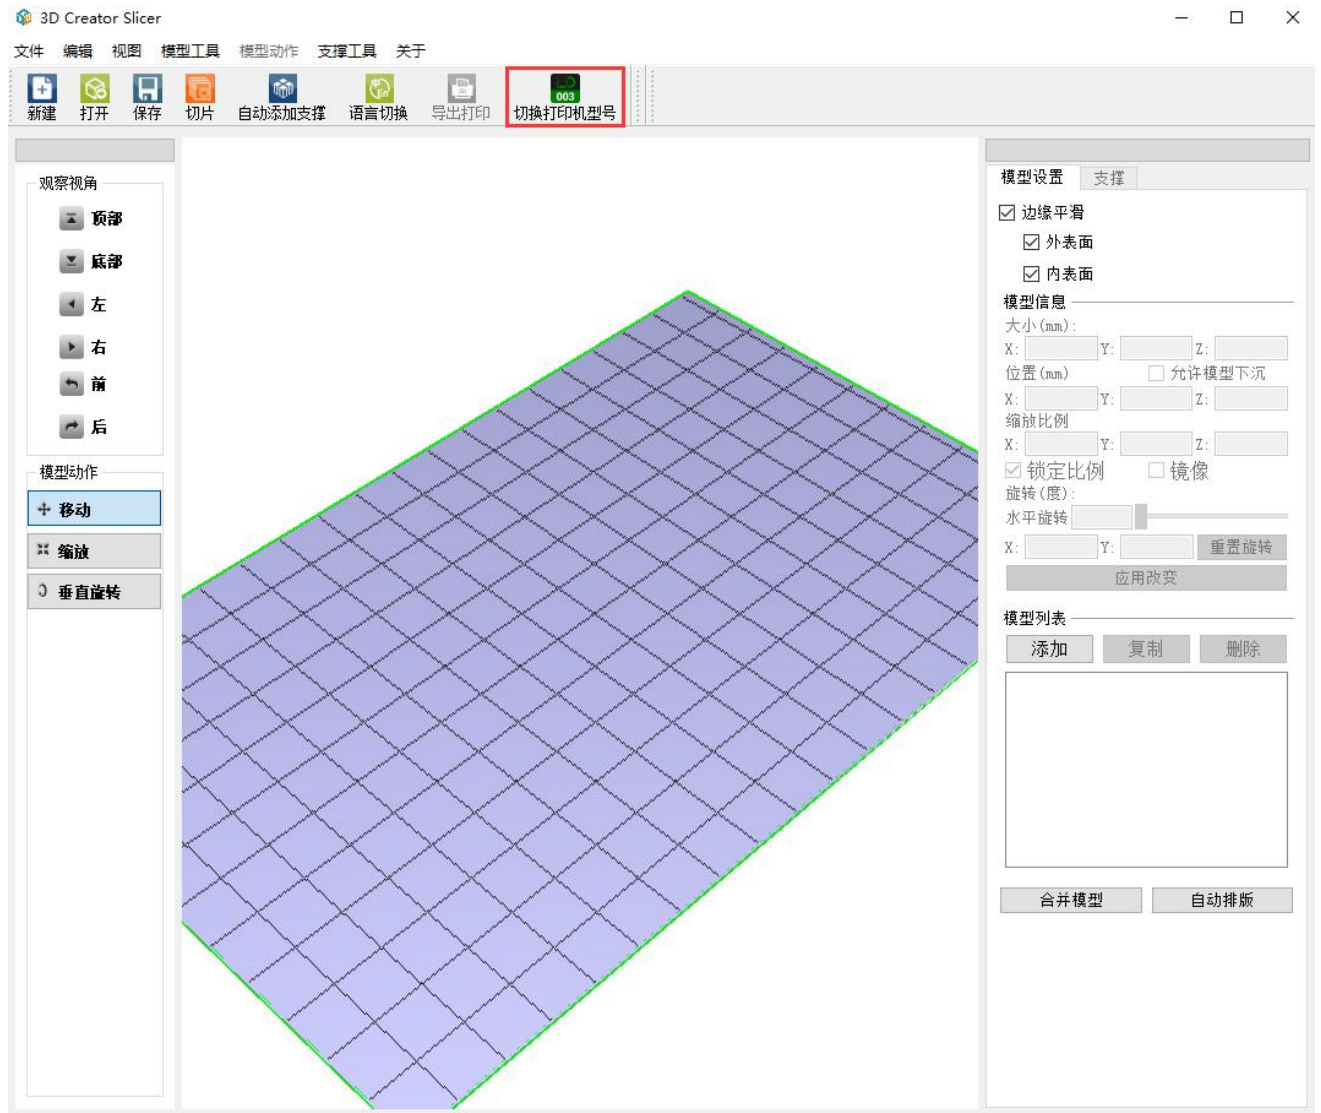 3D Creator Slicer
文件 编辑 视图 模型工具 模型动作 支撑工具 关于
新建 打开 保存 切片 自动添加支撑 语言切换 导出打印 切换打印机型号
En
003
观察视角
顶部
底部
左
右
前
后
模型动作
移动
缩放
垂直旋转
模型设置 支撑
边缘平滑
外表面
内表面
模型信息
大小(mm):
X: Y: Z:
位置(mm) 允许模型下沉
X: Y: Z:
缩放比例
X: Y: Z:
锁定比例 镜像
旋转(度):
水平旋转
X: Y: 重置旋转
应用改变
模型列表
添加 复制 删除
合并模型 自动排版